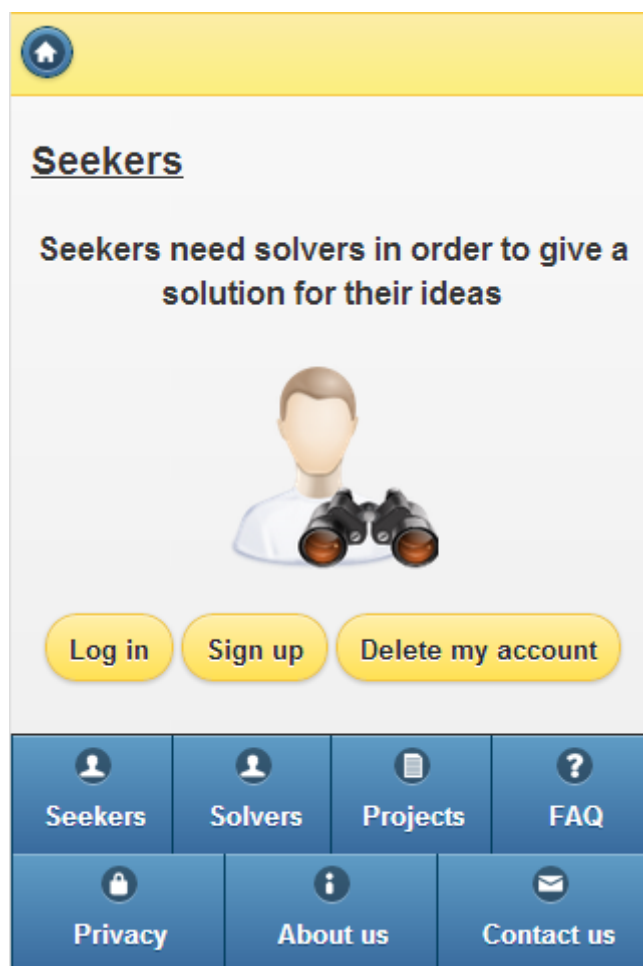 Seekers
Seekers need solvers in order to give a
solution for their ideas
Log in Sign up Delete my account
Seekers Solvers Projects FAQ
Privacy About us Contact us